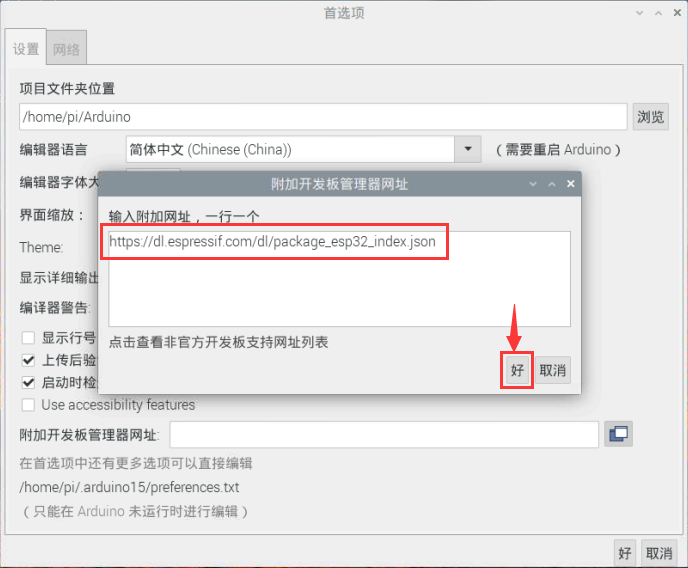 首选项
设置 网络
项目文件夹位置
/home/pi/Arduino 浏览
编辑器语言 简体中文 (Chinese (China)) （需要重启 Arduino）
编辑器字体大
附加开发板管理器网址
界面缩放：
输入附加网址，一行一个
https://dl.espressif.com/dl/package_esp32_index.json
Theme:
显示详细输出
编译器警告:
显示行号
点击查看非官方开发板支持网址列表
上传后验
好 取消
启动时检
Use accessibility features
附加开发板管理器网址:
在首选项中还有更多选项可以直接编辑
/home/pi/.arduino15/preferences.txt
（只能在 Arduino 未运行时进行编辑）
好 取消